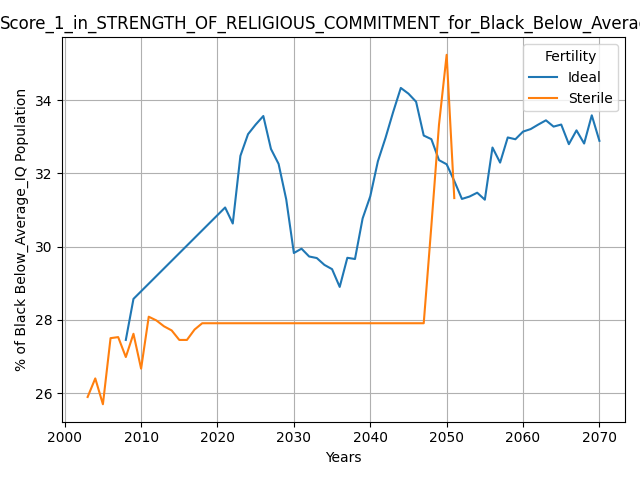 Score_1_in_STRENGTH_OF_RELIGIOUS_COMMITMENT_for_Black_Below_Avera
% of Black Below_Average_IQ Population
34
32
30
28
26
Fertility
Ideal
Sterile
2000 2010 2020 2030 2040 2050 2060 2070
Years